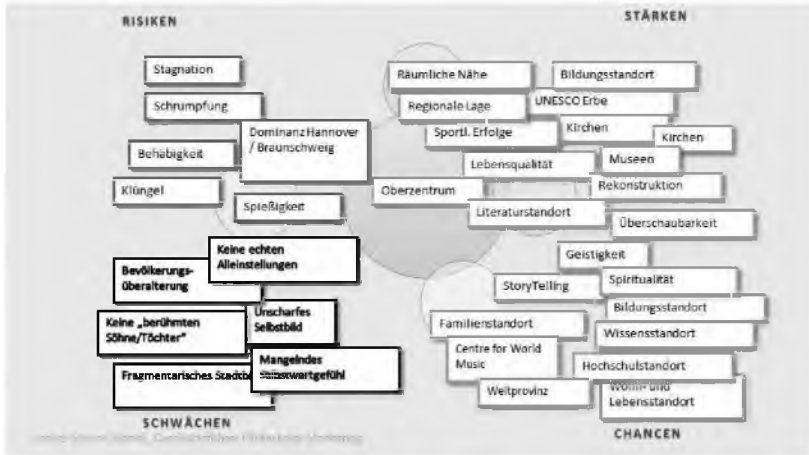 RISIKEN
STÄRKEN
Stagnation
Schrumpfung
Dominanz Hannover
/ Braunschweig
Behäbigkeit
Klüngel
Spießigkeit
Räumliche Nähe
Bildungsstandort
Regionale Lage
UNESCO Erbe
Sportl. Erfolge
Kirchen
Kirchen
Lebensqualität
Museen
Oberzentrum
Rekonstruktion
Literaturstandort
Überschaubarkeit
Keine echten
Alleinstellungen
Bevölkerungs-
überalterung
Unscharfes
Selbstbild
Keine „berühmten
Söhne/Töchter"
Mangelndes
Fragmentarisches
Geistigkeit
StoryTelling
Spiritualität
Bildungsstandort
Familienstandort
Wissensstandort
Centre for World
Music
Hochschulstandort
Weltprovinz
Wohn- und
Lebensstandort
SCHWÄCHEN
CHANCEN